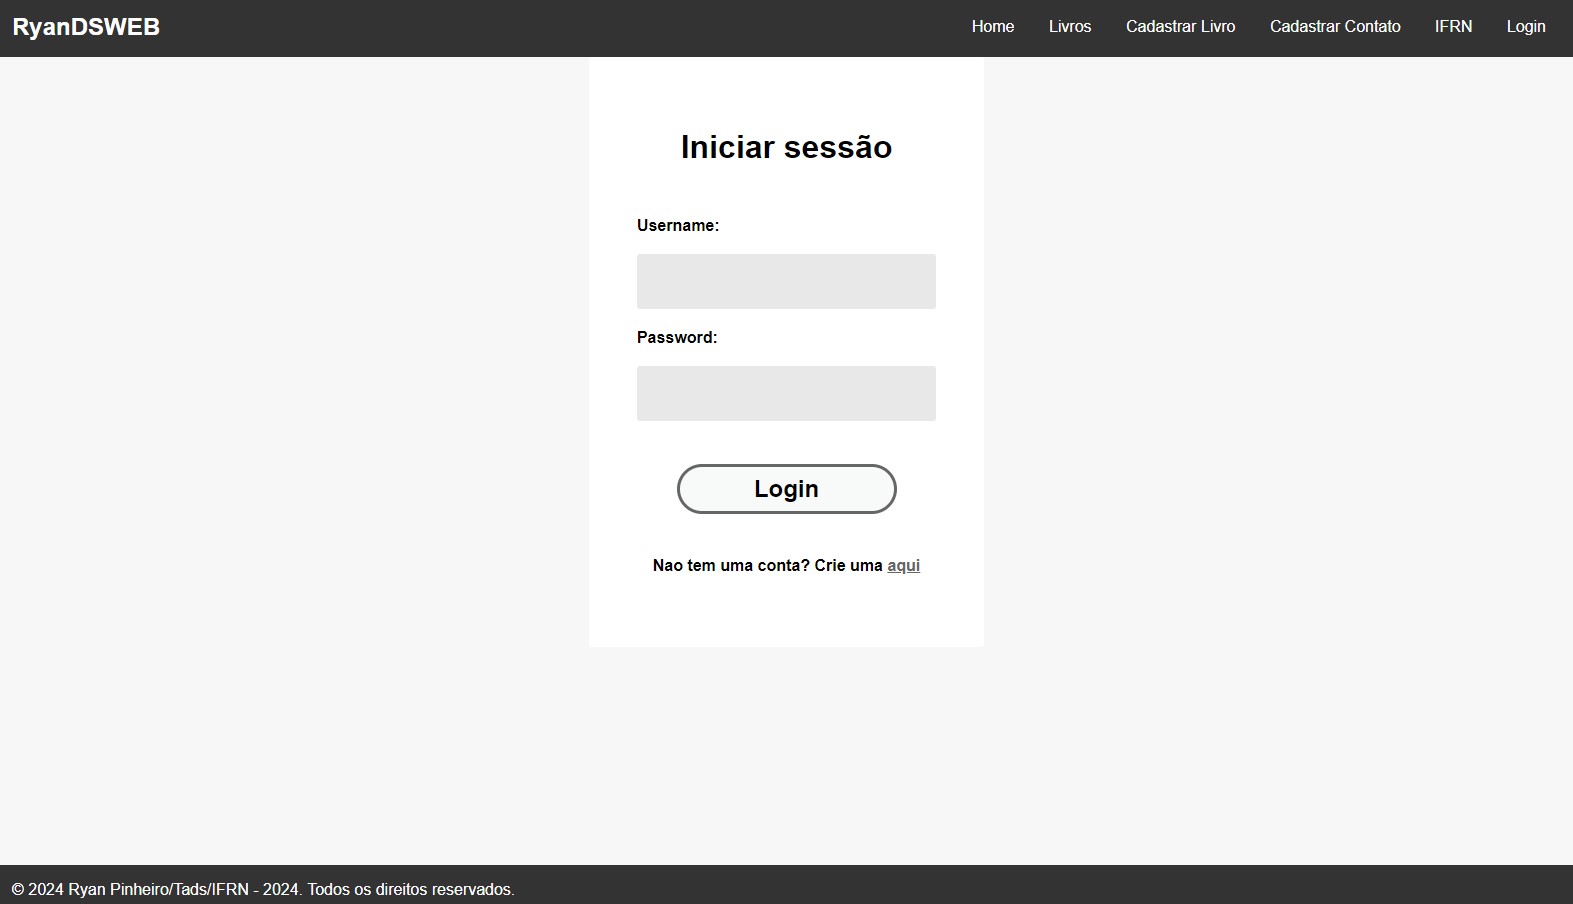 RyanDSWEB
Home Livros Cadastrar Livro Cadastrar Contato IFRN Login
Iniciar sessão
Username:
Password:
Login
Nao tem uma conta? Crie uma aqui
© 2024 Ryan Pinheiro/Tads/IFRN - 2024. Todos os direitos reservados.